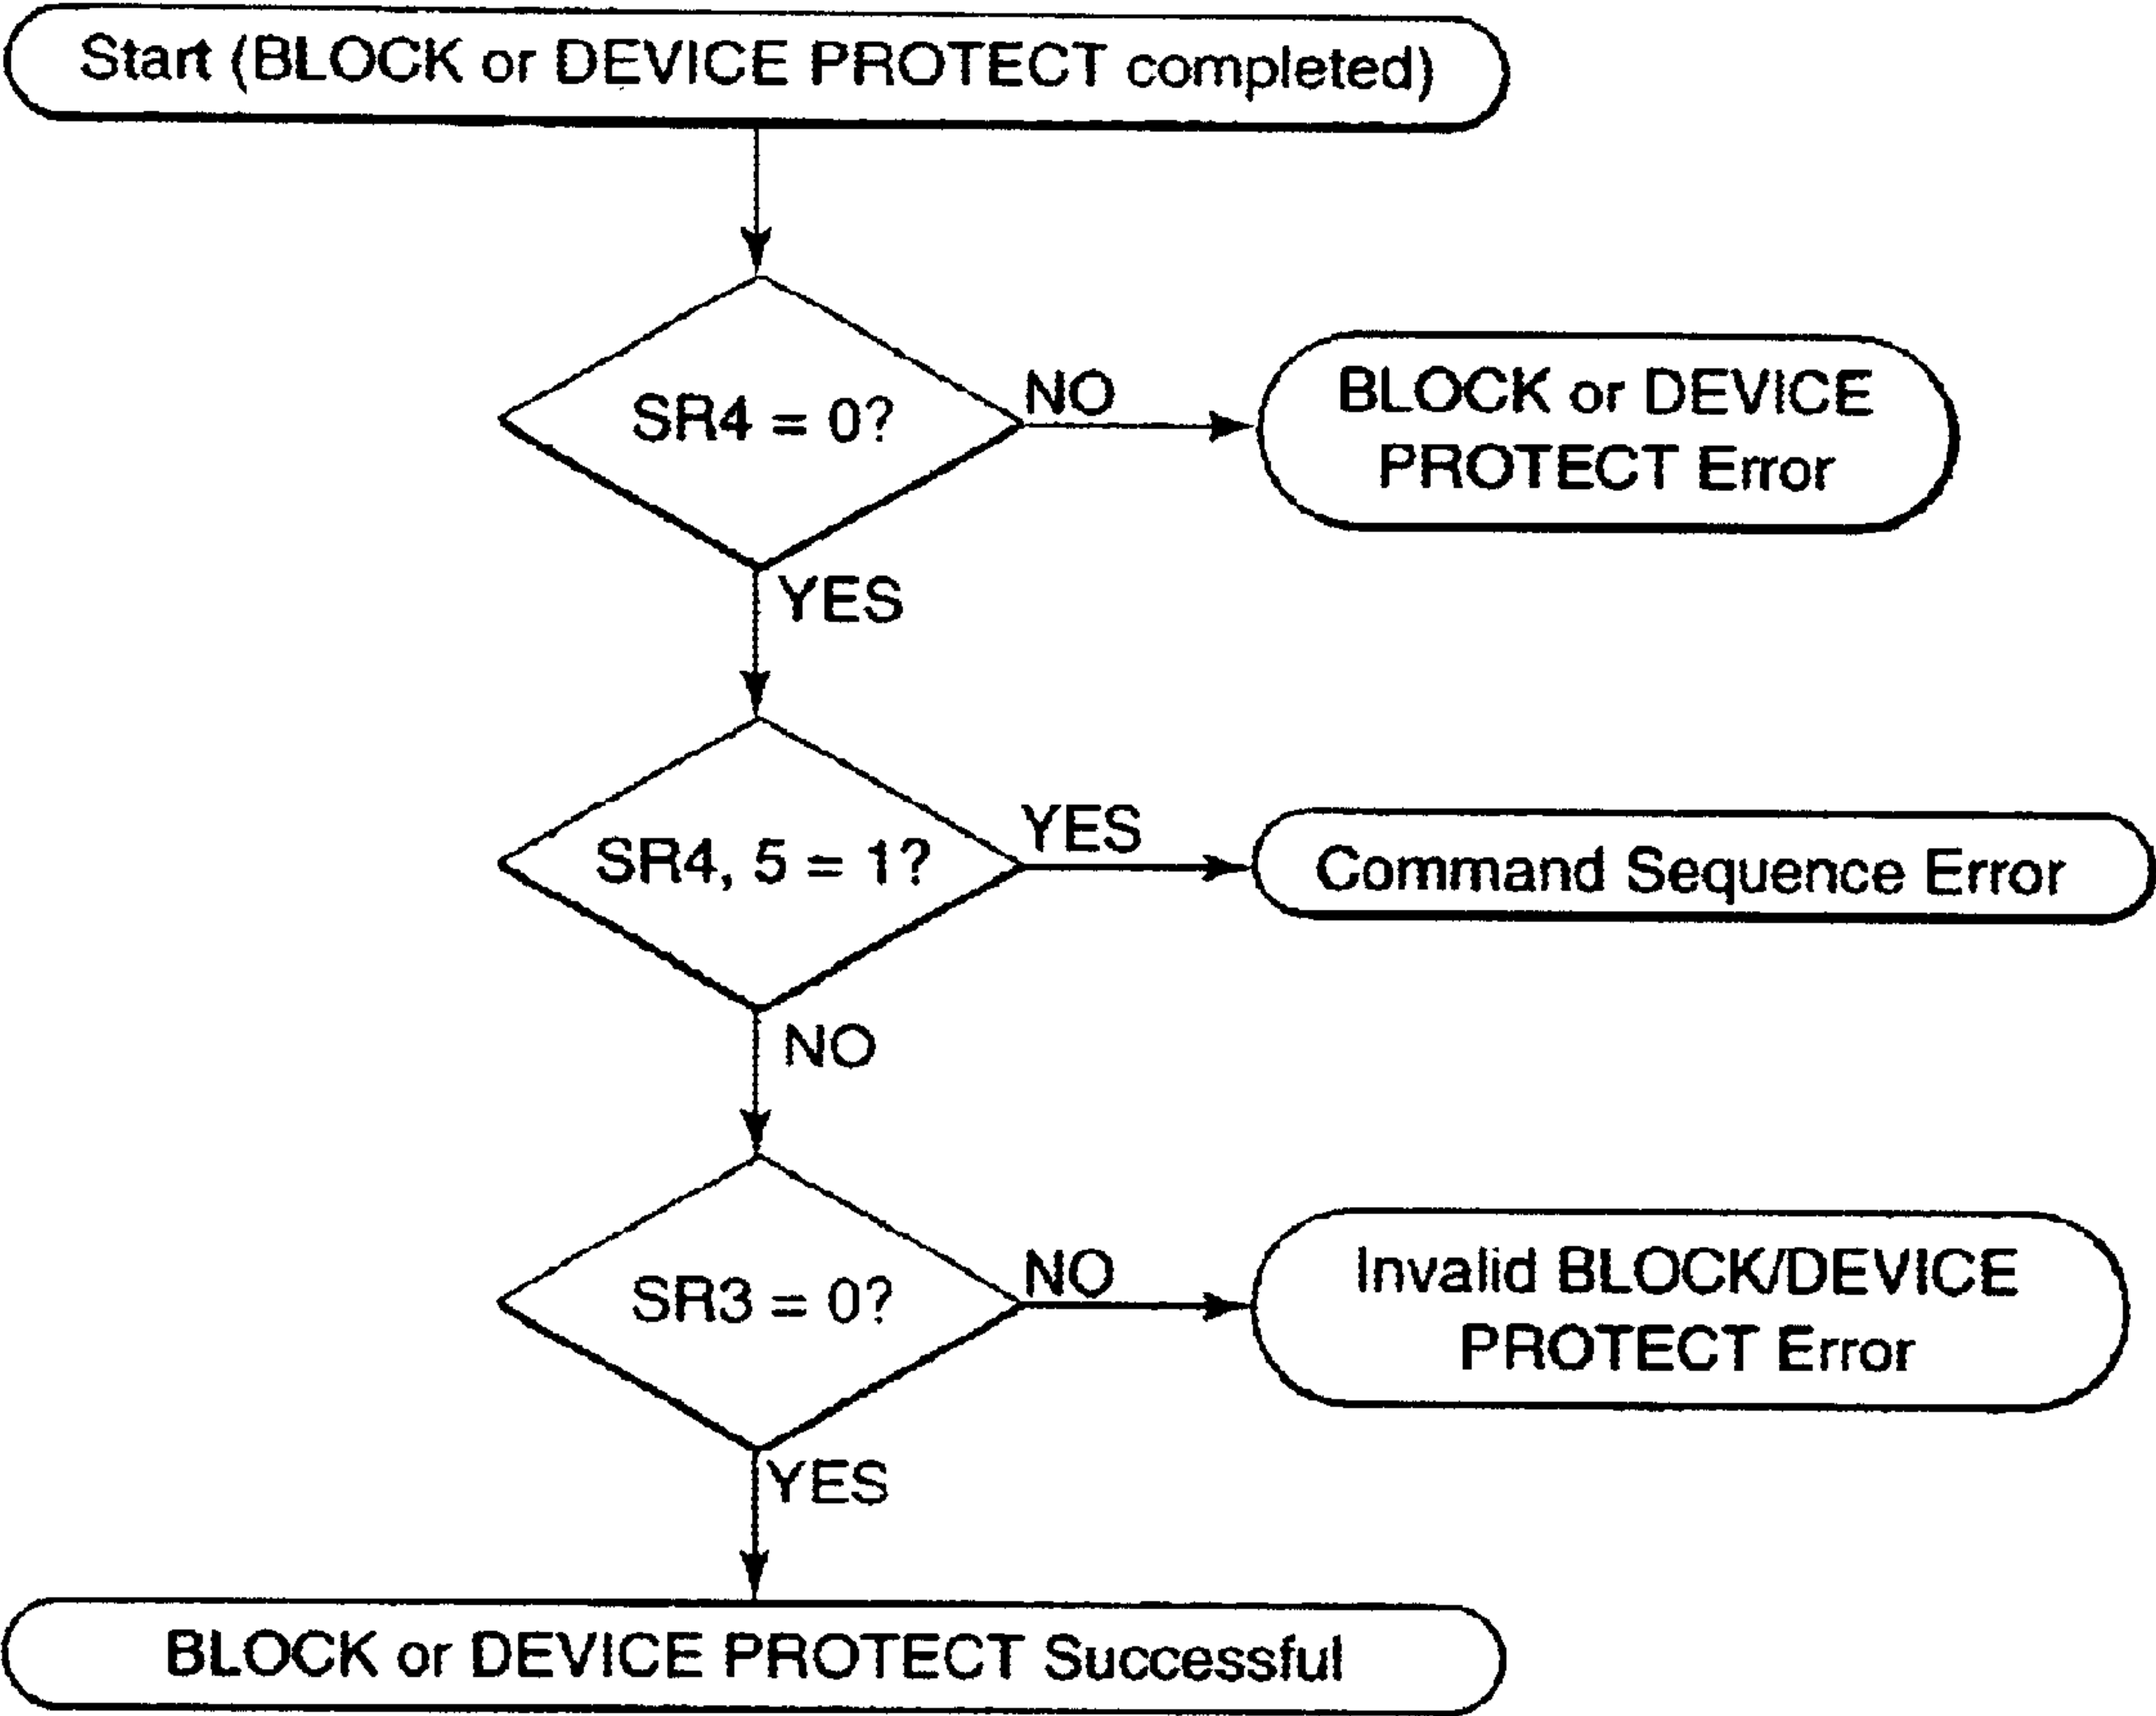 Start (BLOCK or DEVICE PROTECT completed)
SR4 = 0?
NO
BLOCK or DEVICE
PROTECT Error
YES
SR4, 5 = 1?
YES
Command Sequence Error
NO
SR3 = 0?
NO
Invalid BLOCK/DEVICE
PROTECT Error
YES
BLOCK or DEVICE PROTECT Successful